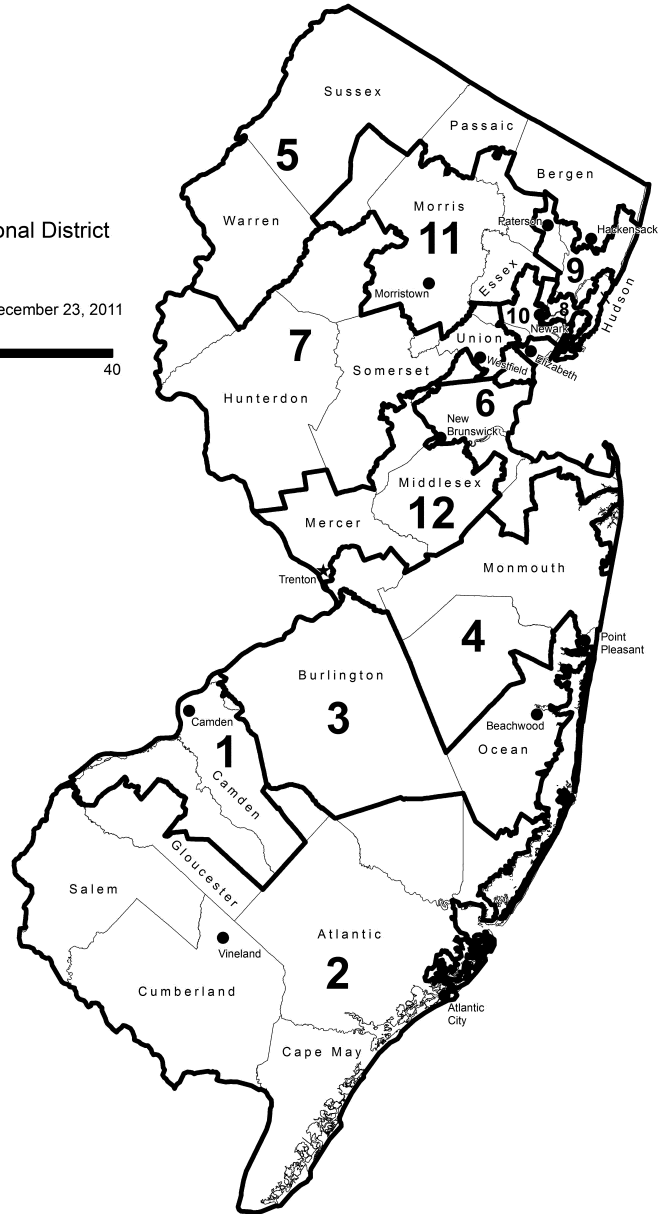 Sussex
Passaic
5
Bergen
Warren
Morris
Paterson
Hackensack
onal District
11
Essex
9
Morristown
ecember 23, 2011
10
8
Hudson
Newark
7
Union
40
Somerset
Westfield
Elizabeth
Hunterdon
6
New
Brunswick
Middlesex
12
Mercer
Trenton
Monmouth
4
Point
Pleasant
Burlington
3
Camden
Beachwood
1
Ocean
Camden
Gloucester
Salem
Atlantic
Vineland
2
Cumberland
Atlantic
City
Cape May